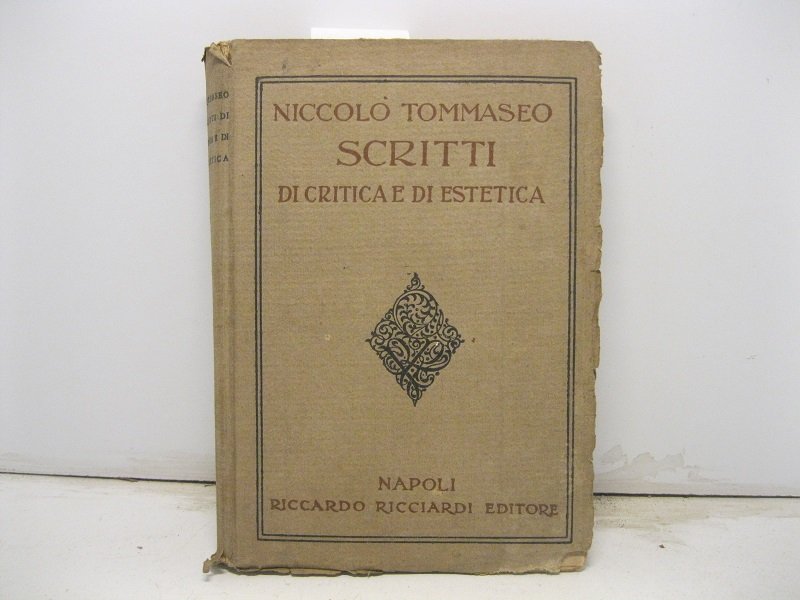 NICCOLÒ TOMMASEO
SCRITTI
DI CRITICA E DI ESTETICA
NAPOLI
RICCARDO RICCIARDI EDITORE